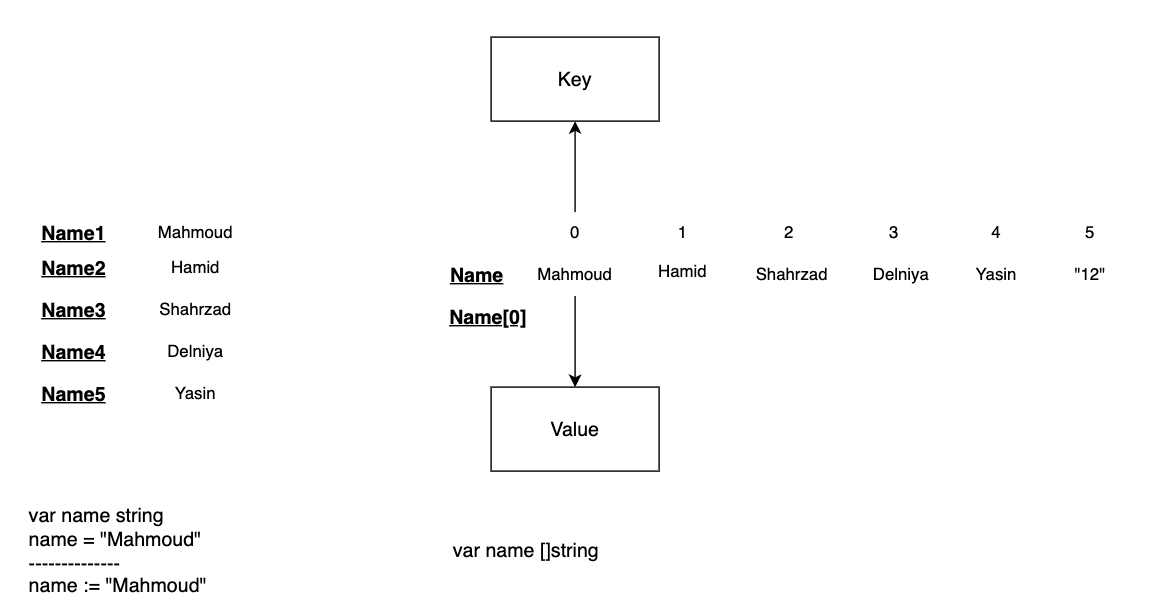 Key
Name1 Mahmoud
Name2 Hamid
Name3 Shahrzad
Name4 Delniya
Name5 Yasin
0 1 2 3 4 5
Name Mahmoud Hamid Shahrzad Delniya Yasin "12"
Name[0]
Value
var name string
name = "Mahmoud"
--------------
name := "Mahmoud"
var name []string